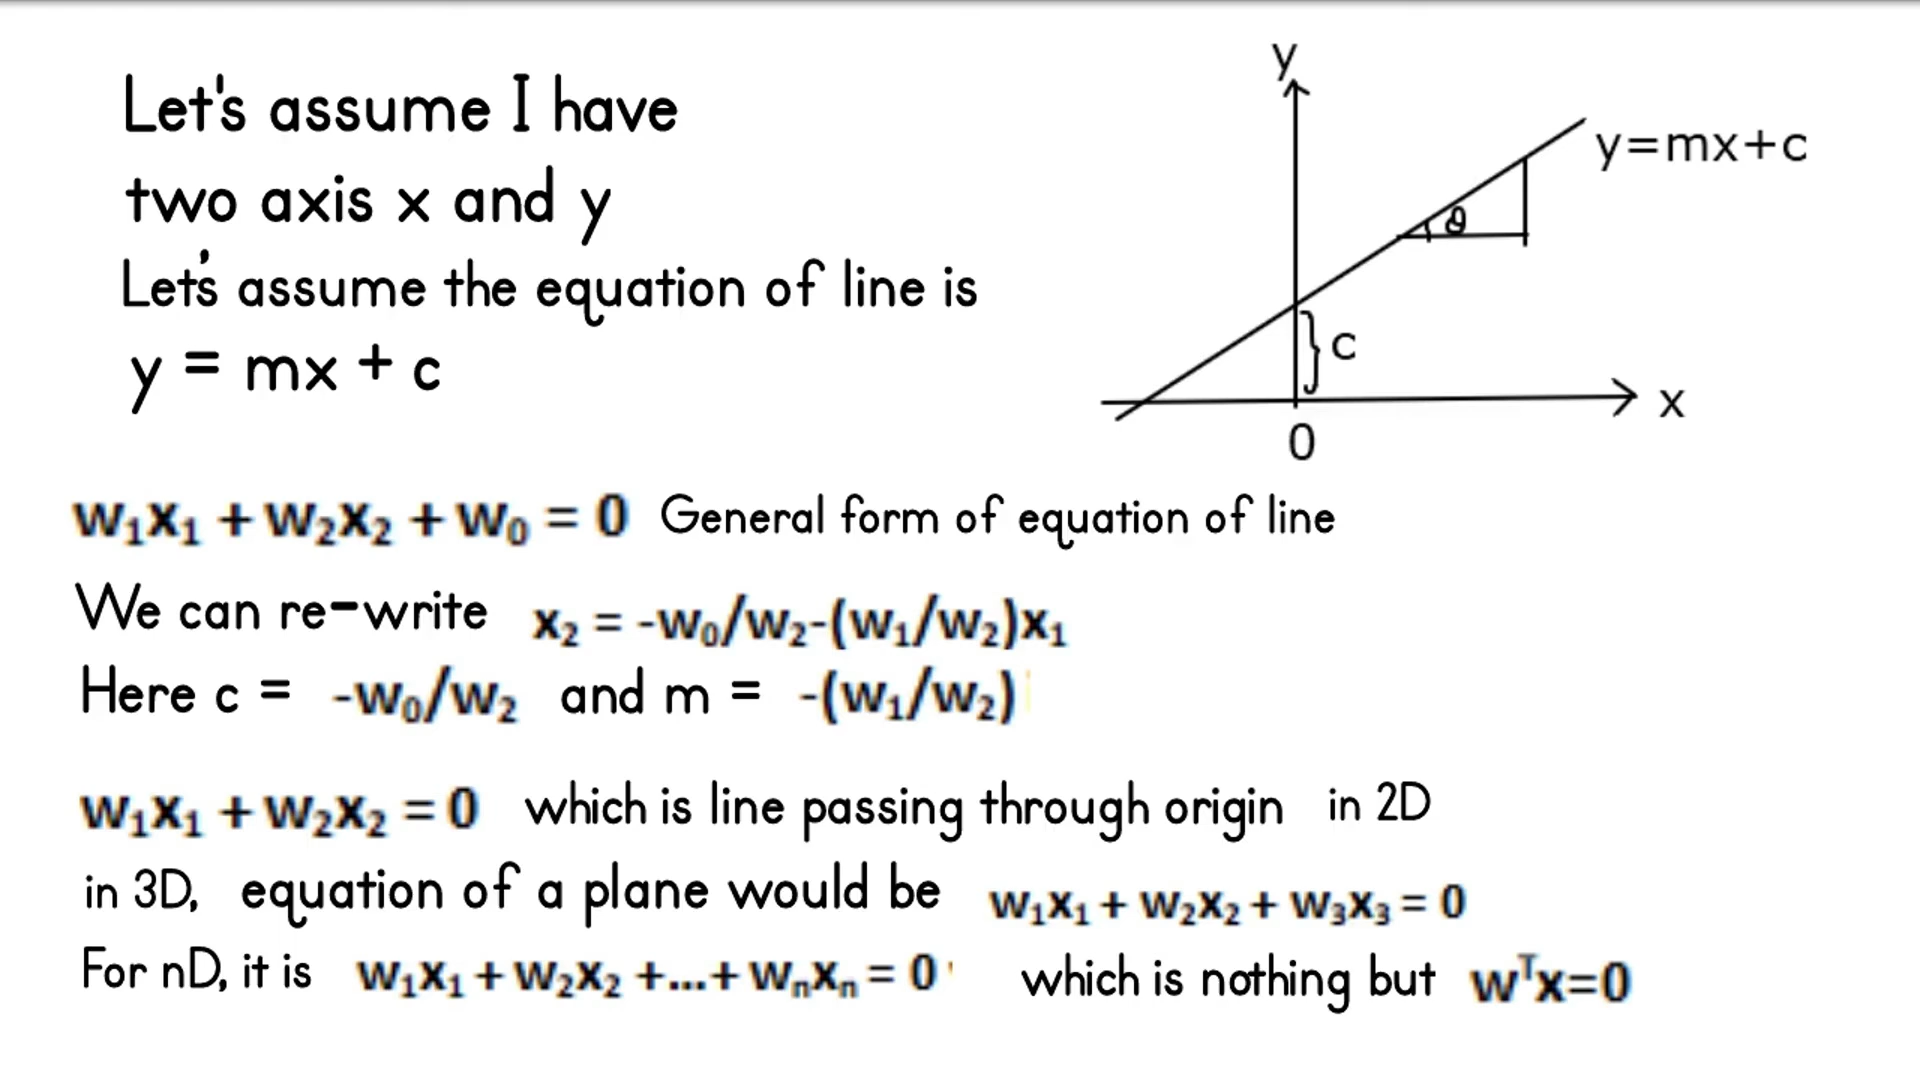 Let's assume I have
two axis x and y
Let's assume the equation of line is
y = mx + c
y
y=mx+c
θ
c
x
0
w₁x₁ + w₂x₂ + w₀ = 0 General form of equation of line
We can re-write x₂ = -w₀/w₂-(w₁/w₂)x₁
Here c = -w₀/w₂ and m = -(w₁/w₂)
w₁x₁ + w₂x₂ = 0 which is line passing through origin in 2D
in 3D, equation of a plane would be w₁x₁ + w₂x₂ + w₃x₃ = 0
For nD, it is w₁x₁ + w₂x₂ +...+ wₙxₙ = 0 which is nothing but wᵀx=0